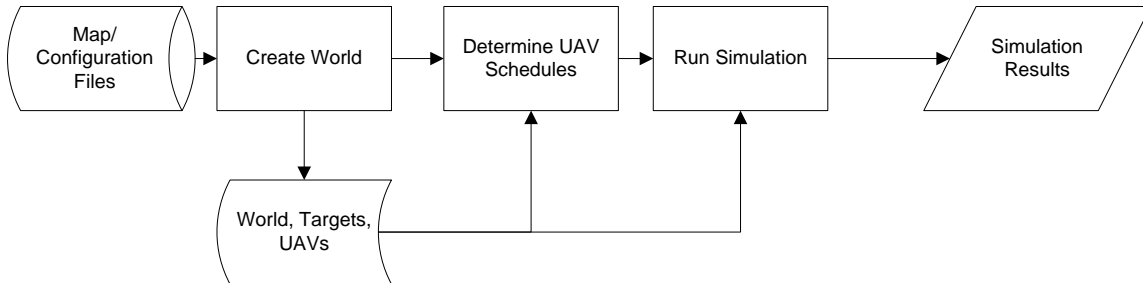 Map/
Configuration
Files
Create World
Determine UAV
Schedules
Run Simulation
Simulation
Results
World, Targets,
UAVs